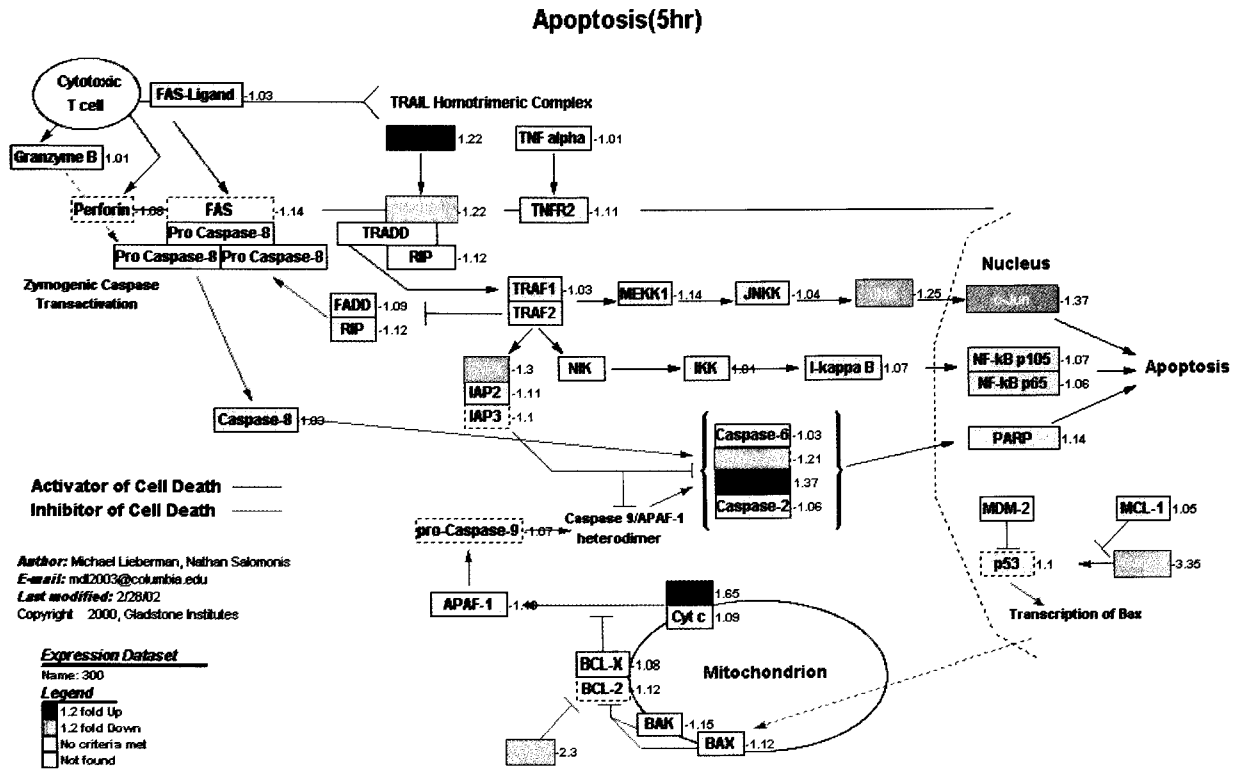 Apoptosis(5hr)
Cytotoxic
T cell
FAS-Ligand -1.03
TRAIL Homotrimeric Complex
1.22
TNF alpha -1.01
Granzyme B 1.01
Perforin -1.08
FAS -1.14
-1.22
TNFR2 -1.11
Pro Caspase-8
TRADD
Pro Caspase-8 Pro Caspase-8
RIP -1.12
Zymogenic Caspase
Transactivation
Nucleus
FADD -1.09
RIP -1.12
TRAF1 -1.03
TRAF2
MEKK1 -1.14
JNKK -1.04
1.25
c-Jun -1.37
-1.3
IAP2 -1.11
IAP3 -1.1
NIK
IKK
I-kappa B 1.07
NF-kB p105 -1.07
NF-kB p65 -1.06
Apoptosis
Caspase-8 -1.03
Caspase-6 -1.03
-1.21
1.37
Caspase-2 -1.06
PARP 1.14
Activator of Cell Death
Inhibitor of Cell Death
pro-Caspase-9 -1.07
Caspase 9/APAF-1
heterodimer
MDM-2
MCL-1 1.05
p53 1.1
-3.35
Transcription of Bax
Author: Michael Lieberman, Nathan Salomonis
E-mail: mdl2003@columbia.edu
Last modified: 2/28/02
Copyright 2000, Gladstone Institutes
APAF-1
1.65
Cyt c 1.09
BCL-X -1.08
BCL-2 -1.12
Mitochondrion
BAK -1.15
BAX -1.12
-2.3
Expression Dataset
Name: 300
Legend
1.2 fold Up
1.2 fold Down
No criteria met
Not found